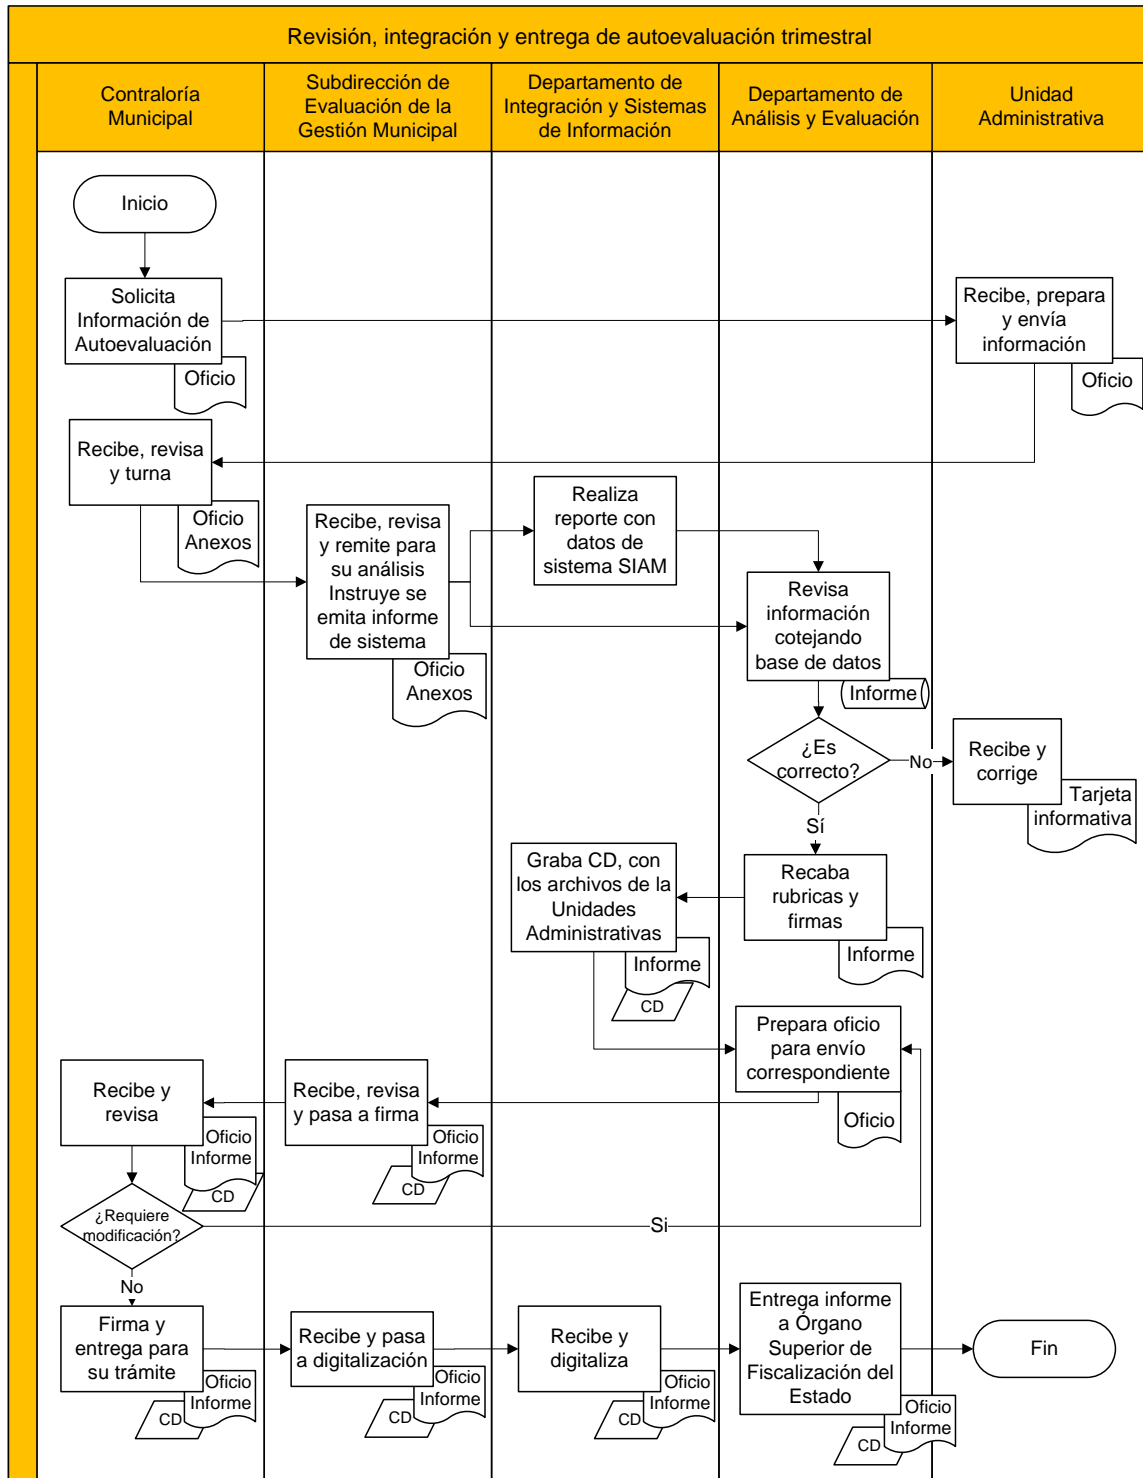 Revisión, integración y entrega de autoevaluación trimestral
Contraloría
Municipal
Subdirección de
Evaluación de la
Gestión Municipal
Departamento de
Integración y Sistemas
de Información
Departamento de
Análisis y Evaluación
Unidad
Administrativa
Inicio
Solicita
Información de
Autoevaluación
Oficio
Recibe, prepara
y envía
información
Oficio
Recibe, revisa
y turna
Oficio
Anexos
Recibe, revisa
y remite para
su análisis
Instruye se
emita informe
de sistema
Oficio
Anexos
Realiza
reporte con
datos de
sistema SIAM
Revisa
información
cotejando
base de datos
Informe
¿Es
correcto?
No
Recibe y
corrige
Tarjeta
informativa
Sí
Recaba
rubricas y
firmas
Informe
Graba CD, con
los archivos de la
Unidades
Administrativas
Informe
CD
Prepara oficio
para envío
correspondiente
Oficio
Recibe, revisa
y pasa a firma
Oficio
Informe
CD
Recibe y
revisa
Oficio
Informe
CD
¿Requiere
modificación?
Si
No
Firma y
entrega para
su trámite
Oficio
Informe
CD
Recibe y pasa
a digitalización
Oficio
Informe
CD
Recibe y
digitaliza
Oficio
Informe
CD
Entrega informe
a Órgano
Superior de
Fiscalización del
Estado
Oficio
Informe
CD
Fin